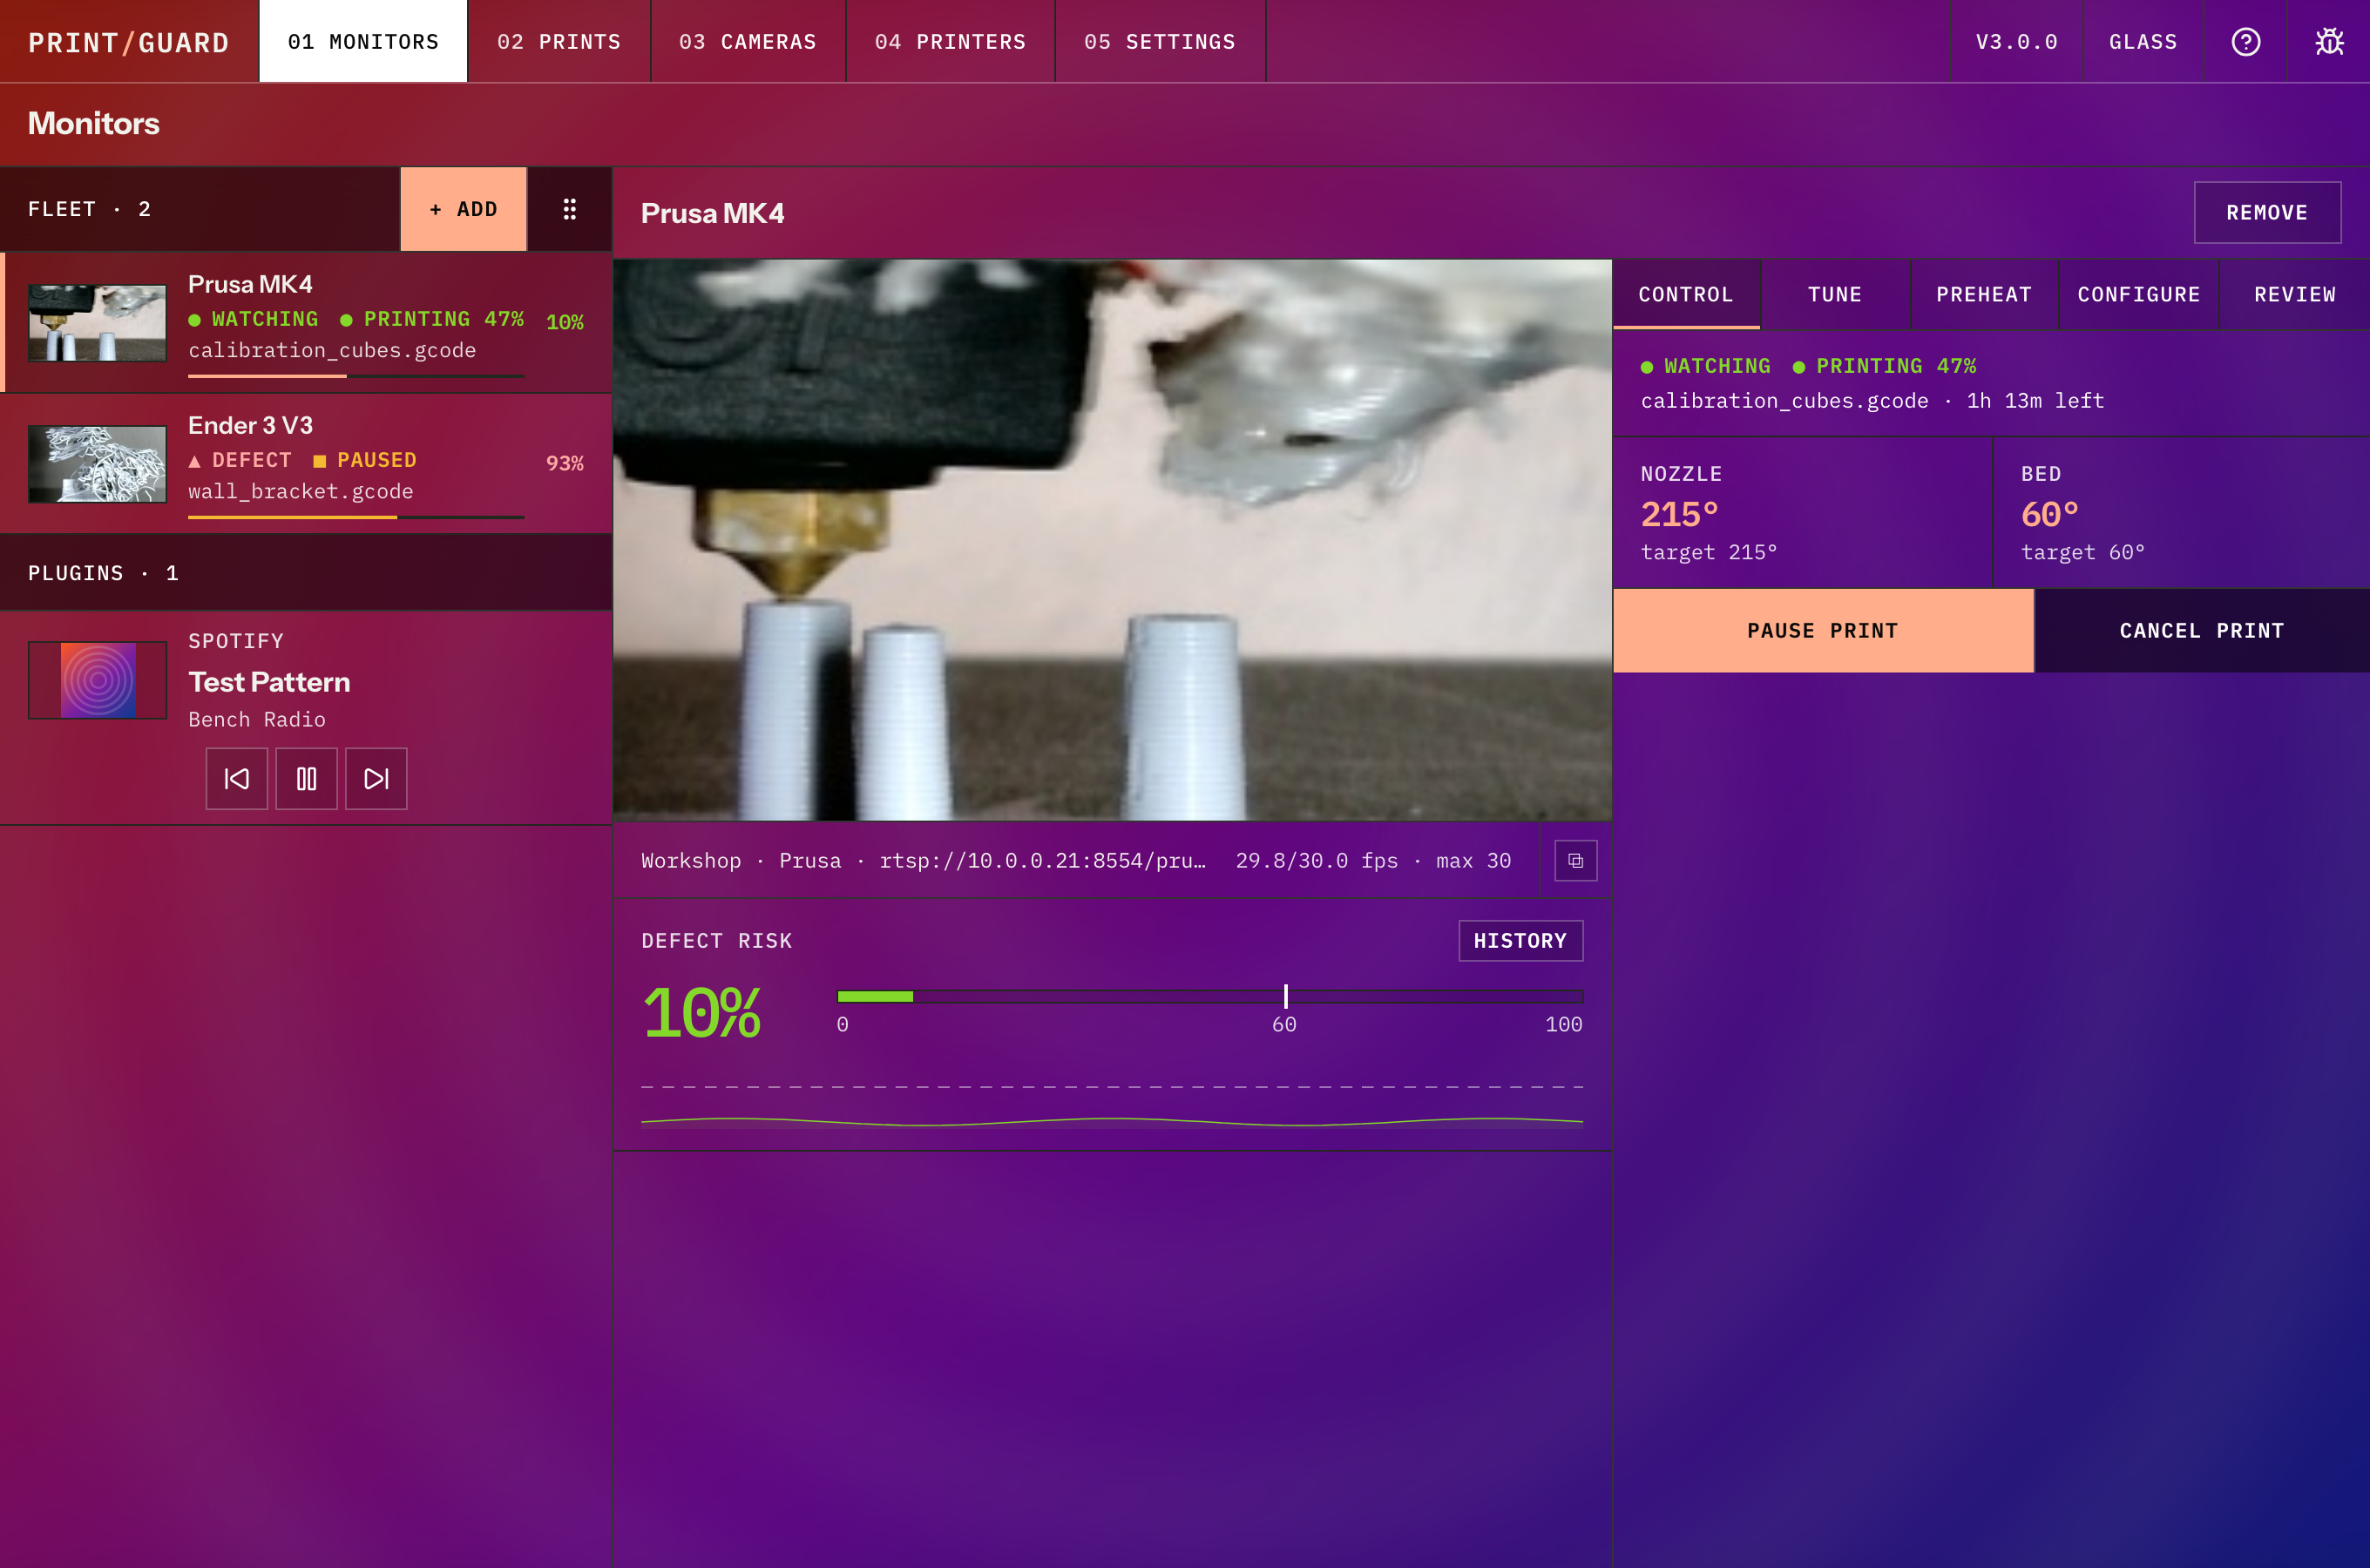 PRINT/GUARD
01 MONITORS
02 PRINTS
03 CAMERAS
04 PRINTERS
05 SETTINGS
V3.0.0
GLASS
Monitors
FLEET · 2
+ ADD
Prusa MK4
● WATCHING ● PRINTING 47%
10%
calibration_cubes.gcode
Ender 3 V3
▲ DEFECT ■ PAUSED
93%
wall_bracket.gcode
PLUGINS · 1
SPOTIFY
Test Pattern
Bench Radio
Prusa MK4
REMOVE
Workshop · Prusa · rtsp://10.0.0.21:8554/pru…
29.8/30.0 fps · max 30
DEFECT RISK
HISTORY
10%
0
60
100
CONTROL
TUNE
PREHEAT
CONFIGURE
REVIEW
● WATCHING ● PRINTING 47%
calibration_cubes.gcode · 1h 13m left
NOZZLE
215°
target 215°
BED
60°
target 60°
PAUSE PRINT
CANCEL PRINT